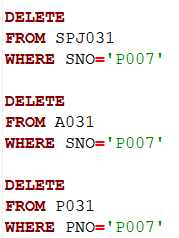 DELETE
FROM SPJ031
WHERE SNO='P007'
DELETE
FROM A031
WHERE SNO='P007'
DELETE
FROM P031
WHERE PNO='P007'